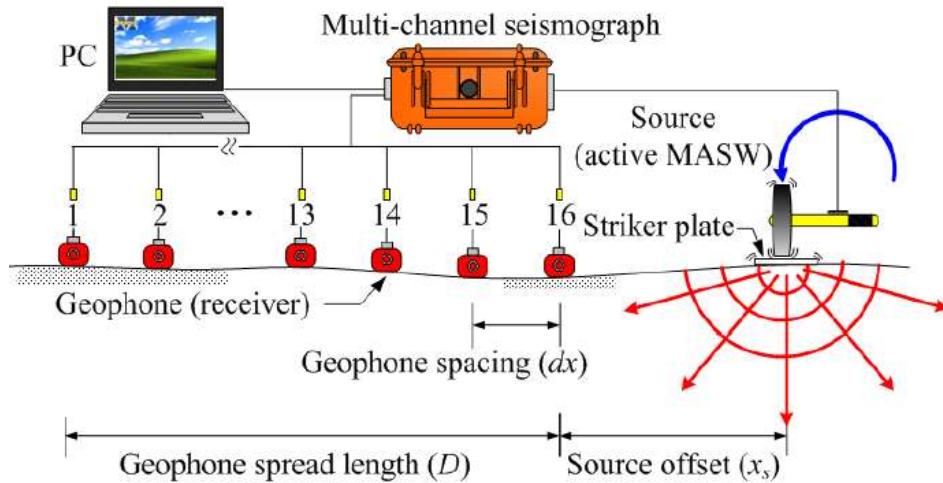 Multi-channel seismograph
PC
Source
(active MASW)
1 2 ... 13 14 15 16
Striker plate
Geophone (receiver)
Geophone spacing (dx)
Geophone spread length (D)
Source offset (xₛ)